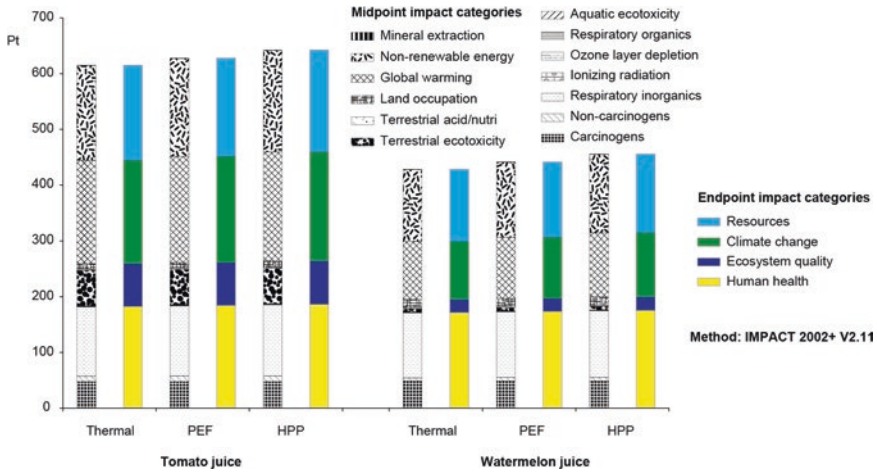 700
Pt
600
500
400
300
200
100
0
Midpoint impact categories
Mineral extraction
Non-renewable energy
Global warming
Land occupation
Terrestrial acid/nutri
Terrestrial ecotoxicity
Aquatic ecotoxicity
Respiratory organics
Ozone layer depletion
Ionizing radiation
Respiratory inorganics
Non-carcinogens
Carcinogens
Endpoint impact categories
Resources
Climate change
Ecosystem quality
Human health
Method: IMPACT 2002+ V2.11
Thermal PEF HPP Thermal PEF HPP
Tomato juice Watermelon juice